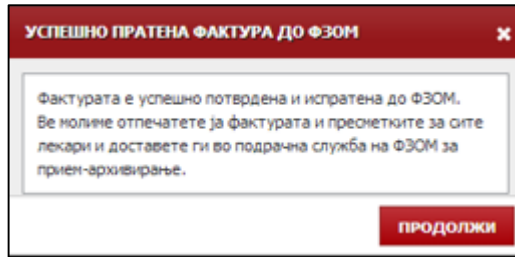 УСПЕШНО ПРАТЕНА ФАКТУРА ДО ФЗОМ
Фактурата е успешно потврдена и испратена до ФЗОМ.
Ве молиме отпечатете ја фактурата и пресметките за сите
лекари и доставете ги во подрачна служба на ФЗОМ за
прием-архивирање.
ПРОДОЛЖИ